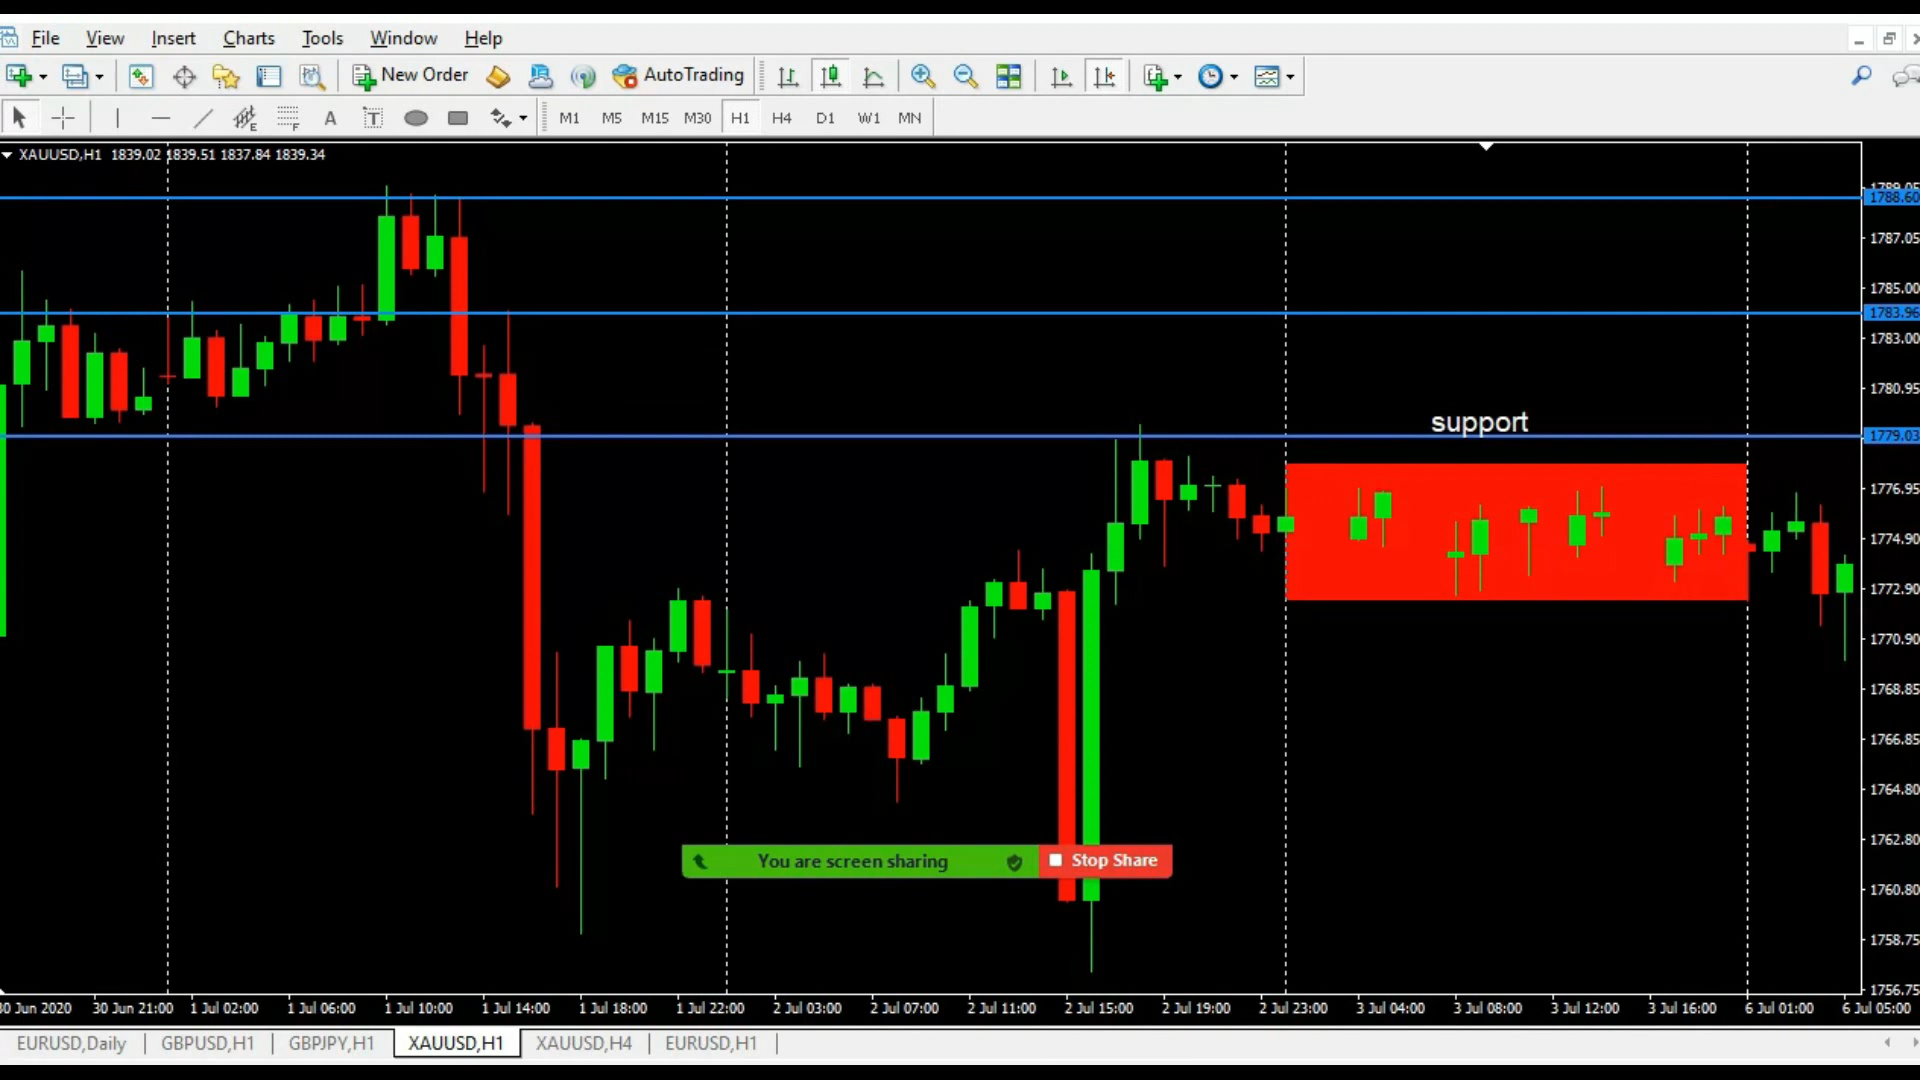 File View Insert Charts Tools Window Help
New Order AutoTrading
E F A T M1 M5 M15 M30 H1 H4 D1 W1 MN
XAUUSD,H1 1839.02 1839.51 1837.84 1839.34
1789.05
1788.60
1787.05
1785.00
1783.96
1783.00
1780.95
support
1779.03
1776.95
1774.90
1772.90
1770.90
1768.85
1766.85
1764.80
1762.80
You are screen sharing Stop Share
1760.80
1758.75
1756.75
30 Jun 2020 30 Jun 21:00 1 Jul 02:00 1 Jul 06:00 1 Jul 10:00 1 Jul 14:00 1 Jul 18:00 1 Jul 22:00 2 Jul 03:00 2 Jul 07:00 2 Jul 11:00 2 Jul 15:00 2 Jul 19:00 2 Jul 23:00 3 Jul 04:00 3 Jul 08:00 3 Jul 12:00 3 Jul 16:00 6 Jul 01:00 6 Jul 05:00
EURUSD,Daily GBPUSD,H1 GBPJPY,H1 XAUUSD,H1 XAUUSD,H4 EURUSD,H1